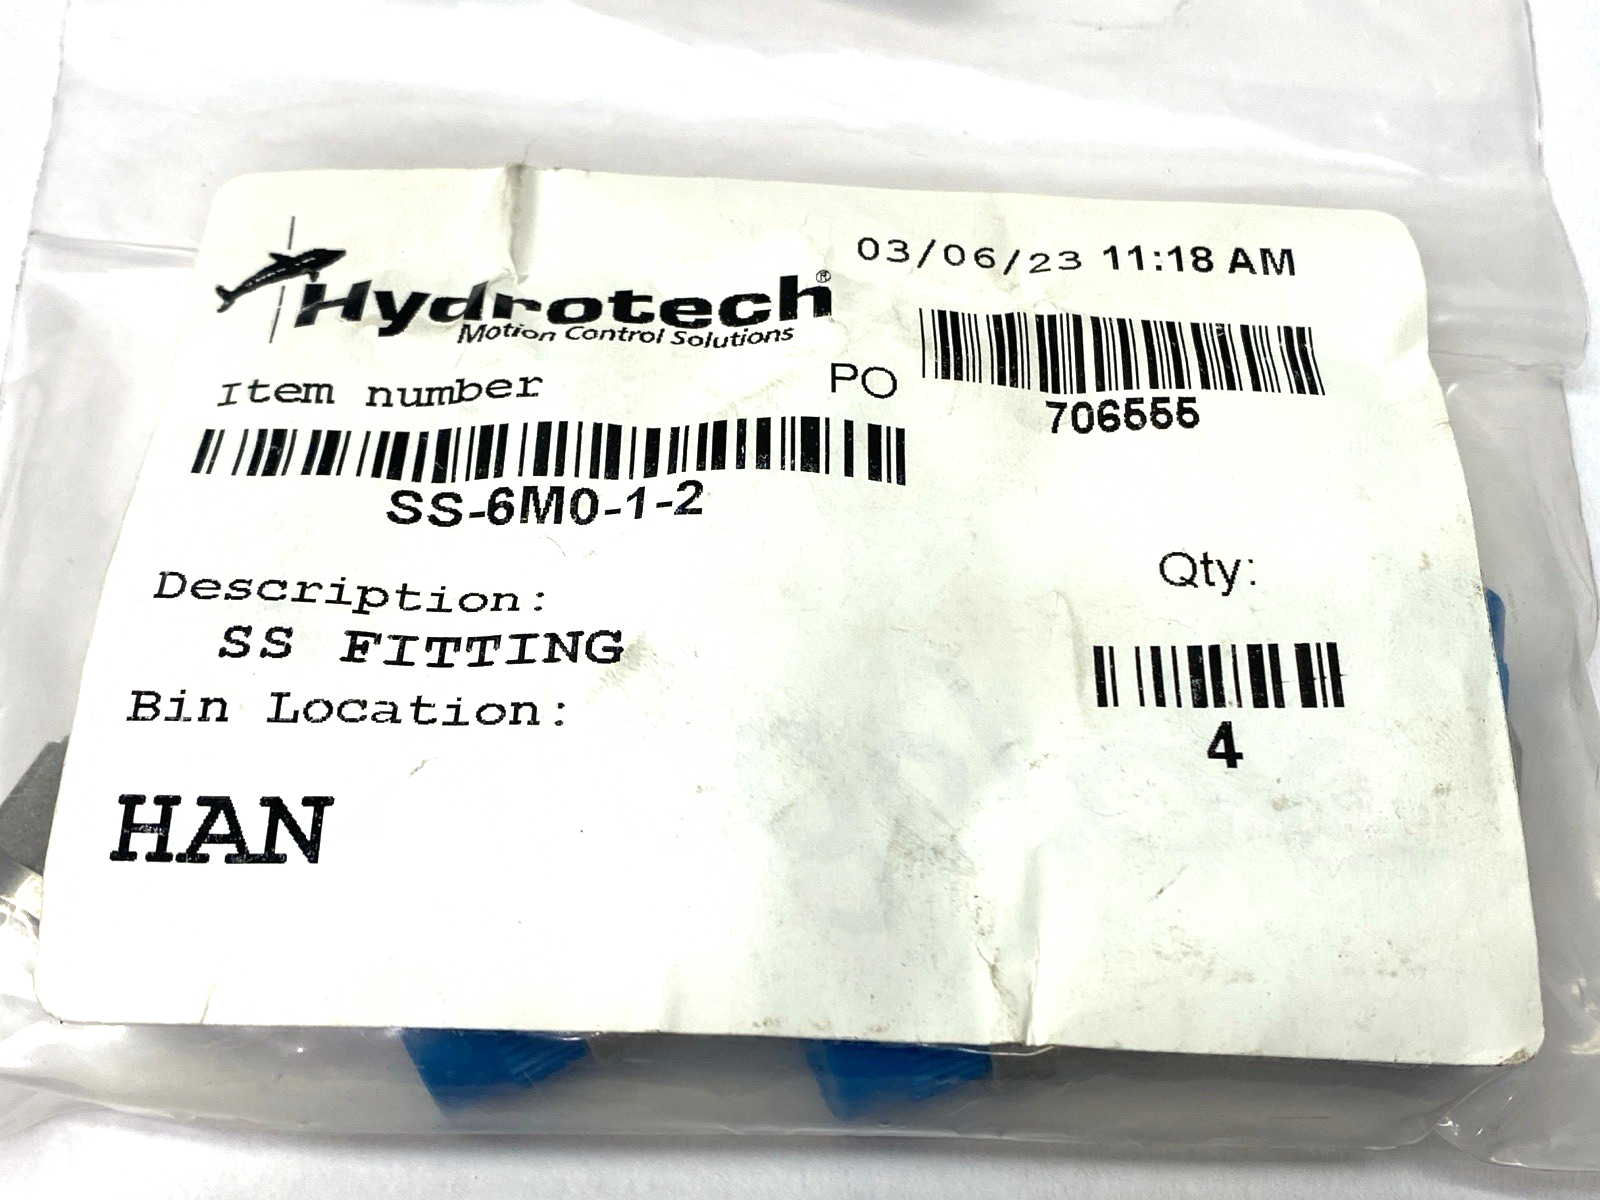 Hydrotech®
Motion Control Solutions
03/06/23 11:18 AM
Item number
PO
706555
SS-6M0-1-2
Description:
SS FITTING
Qty:
4
Bin Location:
HAN